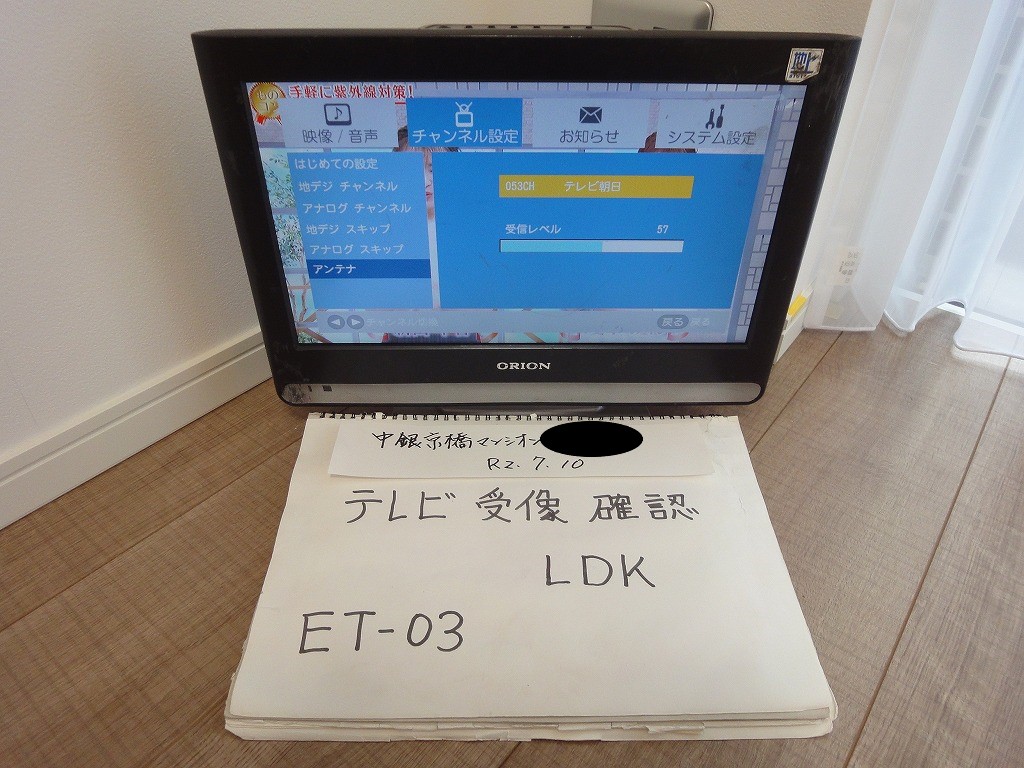 手軽に紫外線対策!
映像 / 音声
チャンネル設定
お知らせ
システム設定
はじめての設定
地デジ チャンネル
アナログ チャンネル
地デジ スキップ
アナログ スキップ
アンテナ
053CH テレビ朝日
受信レベル 57
戻る 戻る
ORION
中銀京橋マンシオン
R2.7.10
テレビ 受像 確認
LDK
ET-03